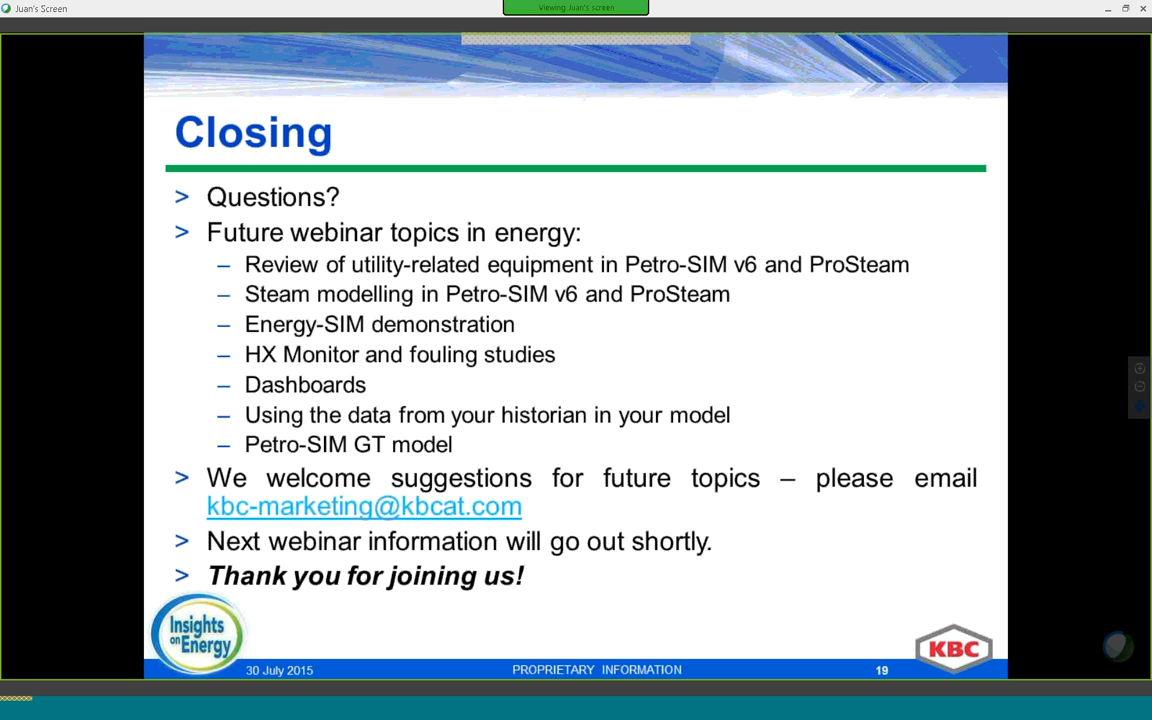 Juan's Screen
Viewing Juan's screen
Closing
> Questions?
> Future webinar topics in energy:
– Review of utility-related equipment in Petro-SIM v6 and ProSteam
– Steam modelling in Petro-SIM v6 and ProSteam
– Energy-SIM demonstration
– HX Monitor and fouling studies
– Dashboards
– Using the data from your historian in your model
– Petro-SIM GT model
> We welcome suggestions for future topics – please email
kbc-marketing@kbcat.com
> Next webinar information will go out shortly.
> Thank you for joining us!
Insights
on Energy
KBC
30 July 2015
PROPRIETARY INFORMATION
19